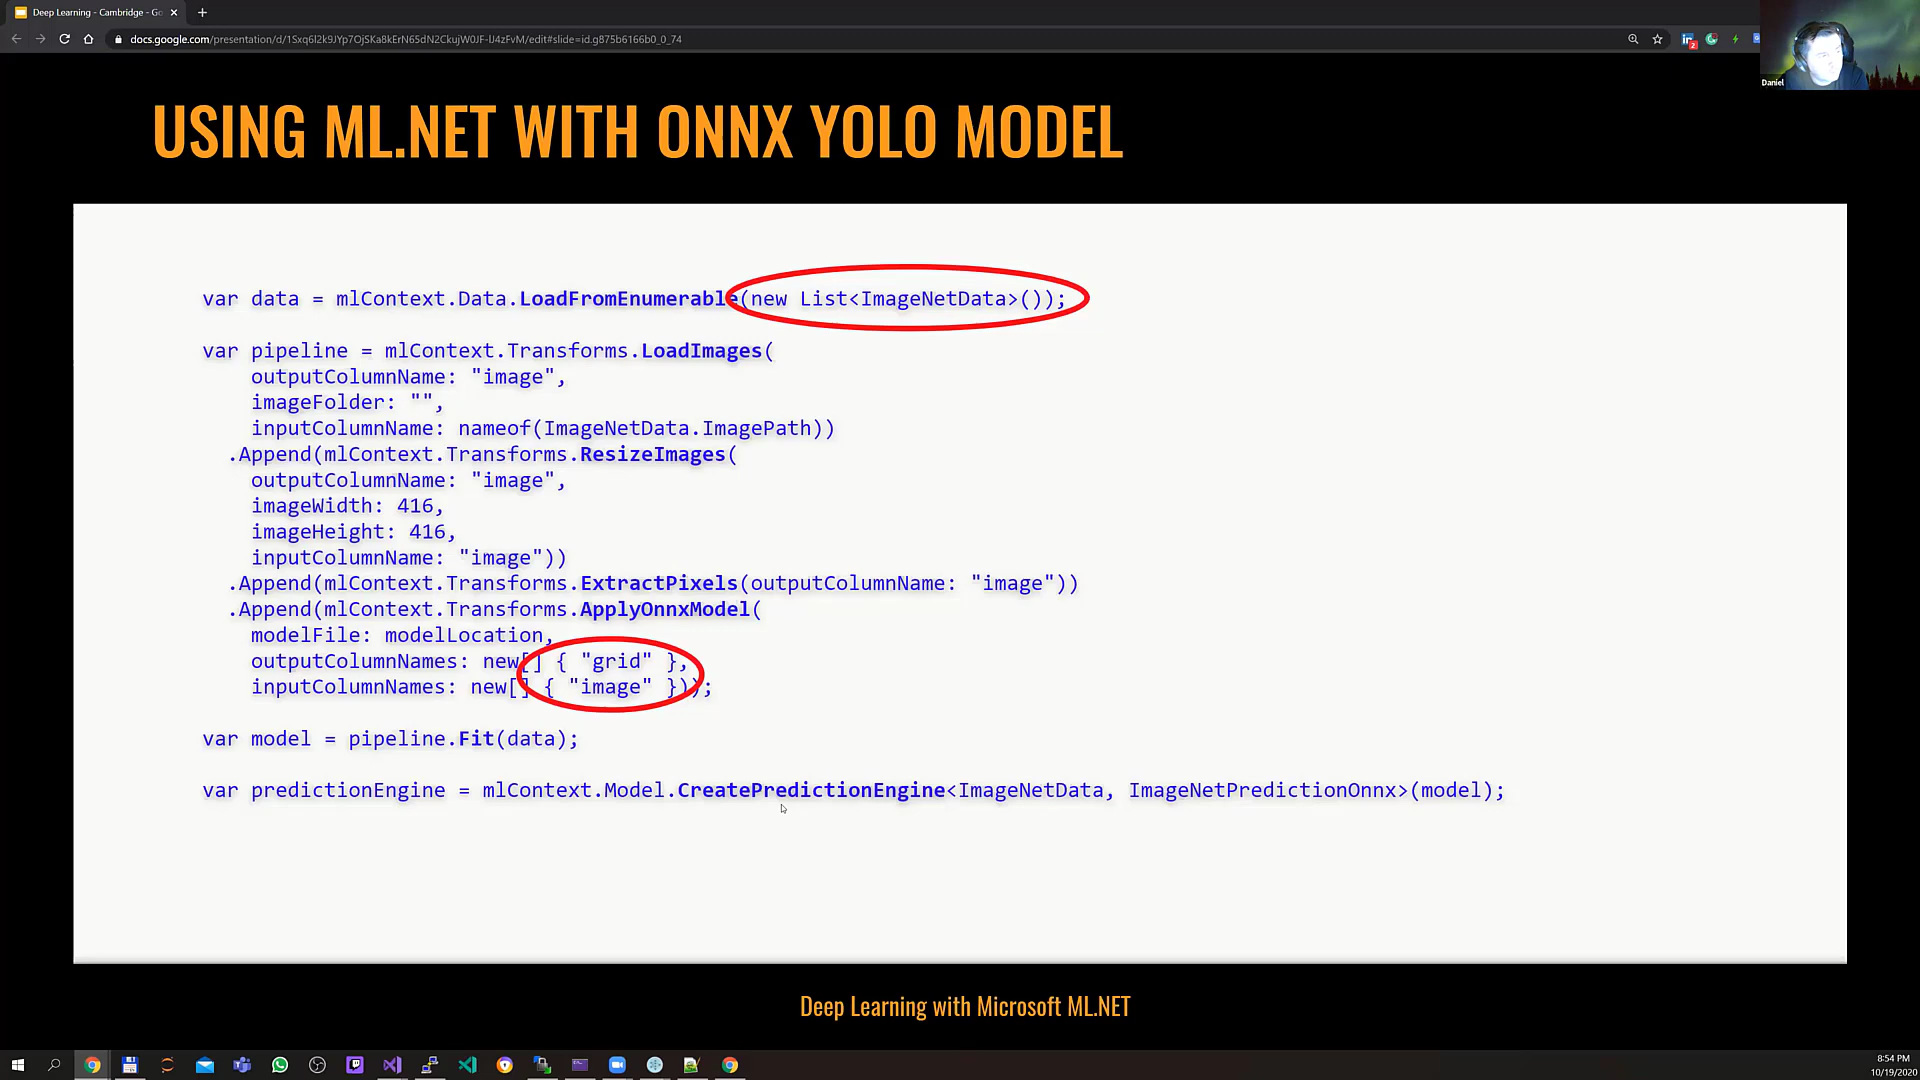 Deep Learning - Cambridge - Go
docs.google.com/presentation/d/1Sxq6l2k9JYp7OjSKa8kErN65dN2CkujW0JF-lJ4zFvM/edit#slide=id.g875b6166b0_0_74
2
Daniel
USING ML.NET WITH ONNX YOLO MODEL
var data = mlContext.Data.LoadFromEnumerable(new List<ImageNetData>());
var pipeline = mlContext.Transforms.LoadImages(
outputColumnName: "image",
imageFolder: "",
inputColumnName: nameof(ImageNetData.ImagePath))
.Append(mlContext.Transforms.ResizeImages(
outputColumnName: "image",
imageWidth: 416,
imageHeight: 416,
inputColumnName: "image"))
.Append(mlContext.Transforms.ExtractPixels(outputColumnName: "image"))
.Append(mlContext.Transforms.ApplyOnnxModel(
modelFile: modelLocation,
outputColumnNames: new[] { "grid" },
inputColumnNames: new[] { "image" }));
var model = pipeline.Fit(data);
var predictionEngine = mlContext.Model.CreatePredictionEngine<ImageNetData, ImageNetPredictionOnnx>(model);
Deep Learning with Microsoft ML.NET
8:54 PM
10/19/2020